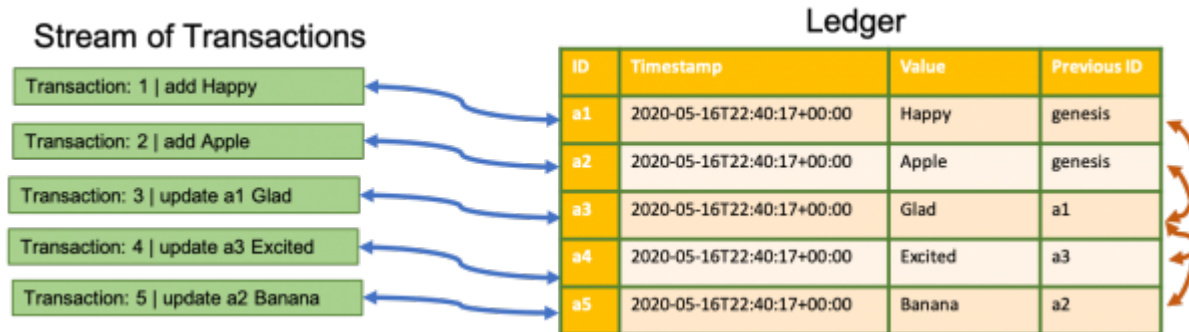 Stream of Transactions
Transaction: 1 | add Happy
Transaction: 2 | add Apple
Transaction: 3 | update a1 Glad
Transaction: 4 | update a3 Excited
Transaction: 5 | update a2 Banana
Ledger
ID Timestamp Value Previous ID
a1 2020-05-16T22:40:17+00:00 Happy genesis
a2 2020-05-16T22:40:17+00:00 Apple genesis
a3 2020-05-16T22:40:17+00:00 Glad a1
a4 2020-05-16T22:40:17+00:00 Excited a3
a5 2020-05-16T22:40:17+00:00 Banana a2